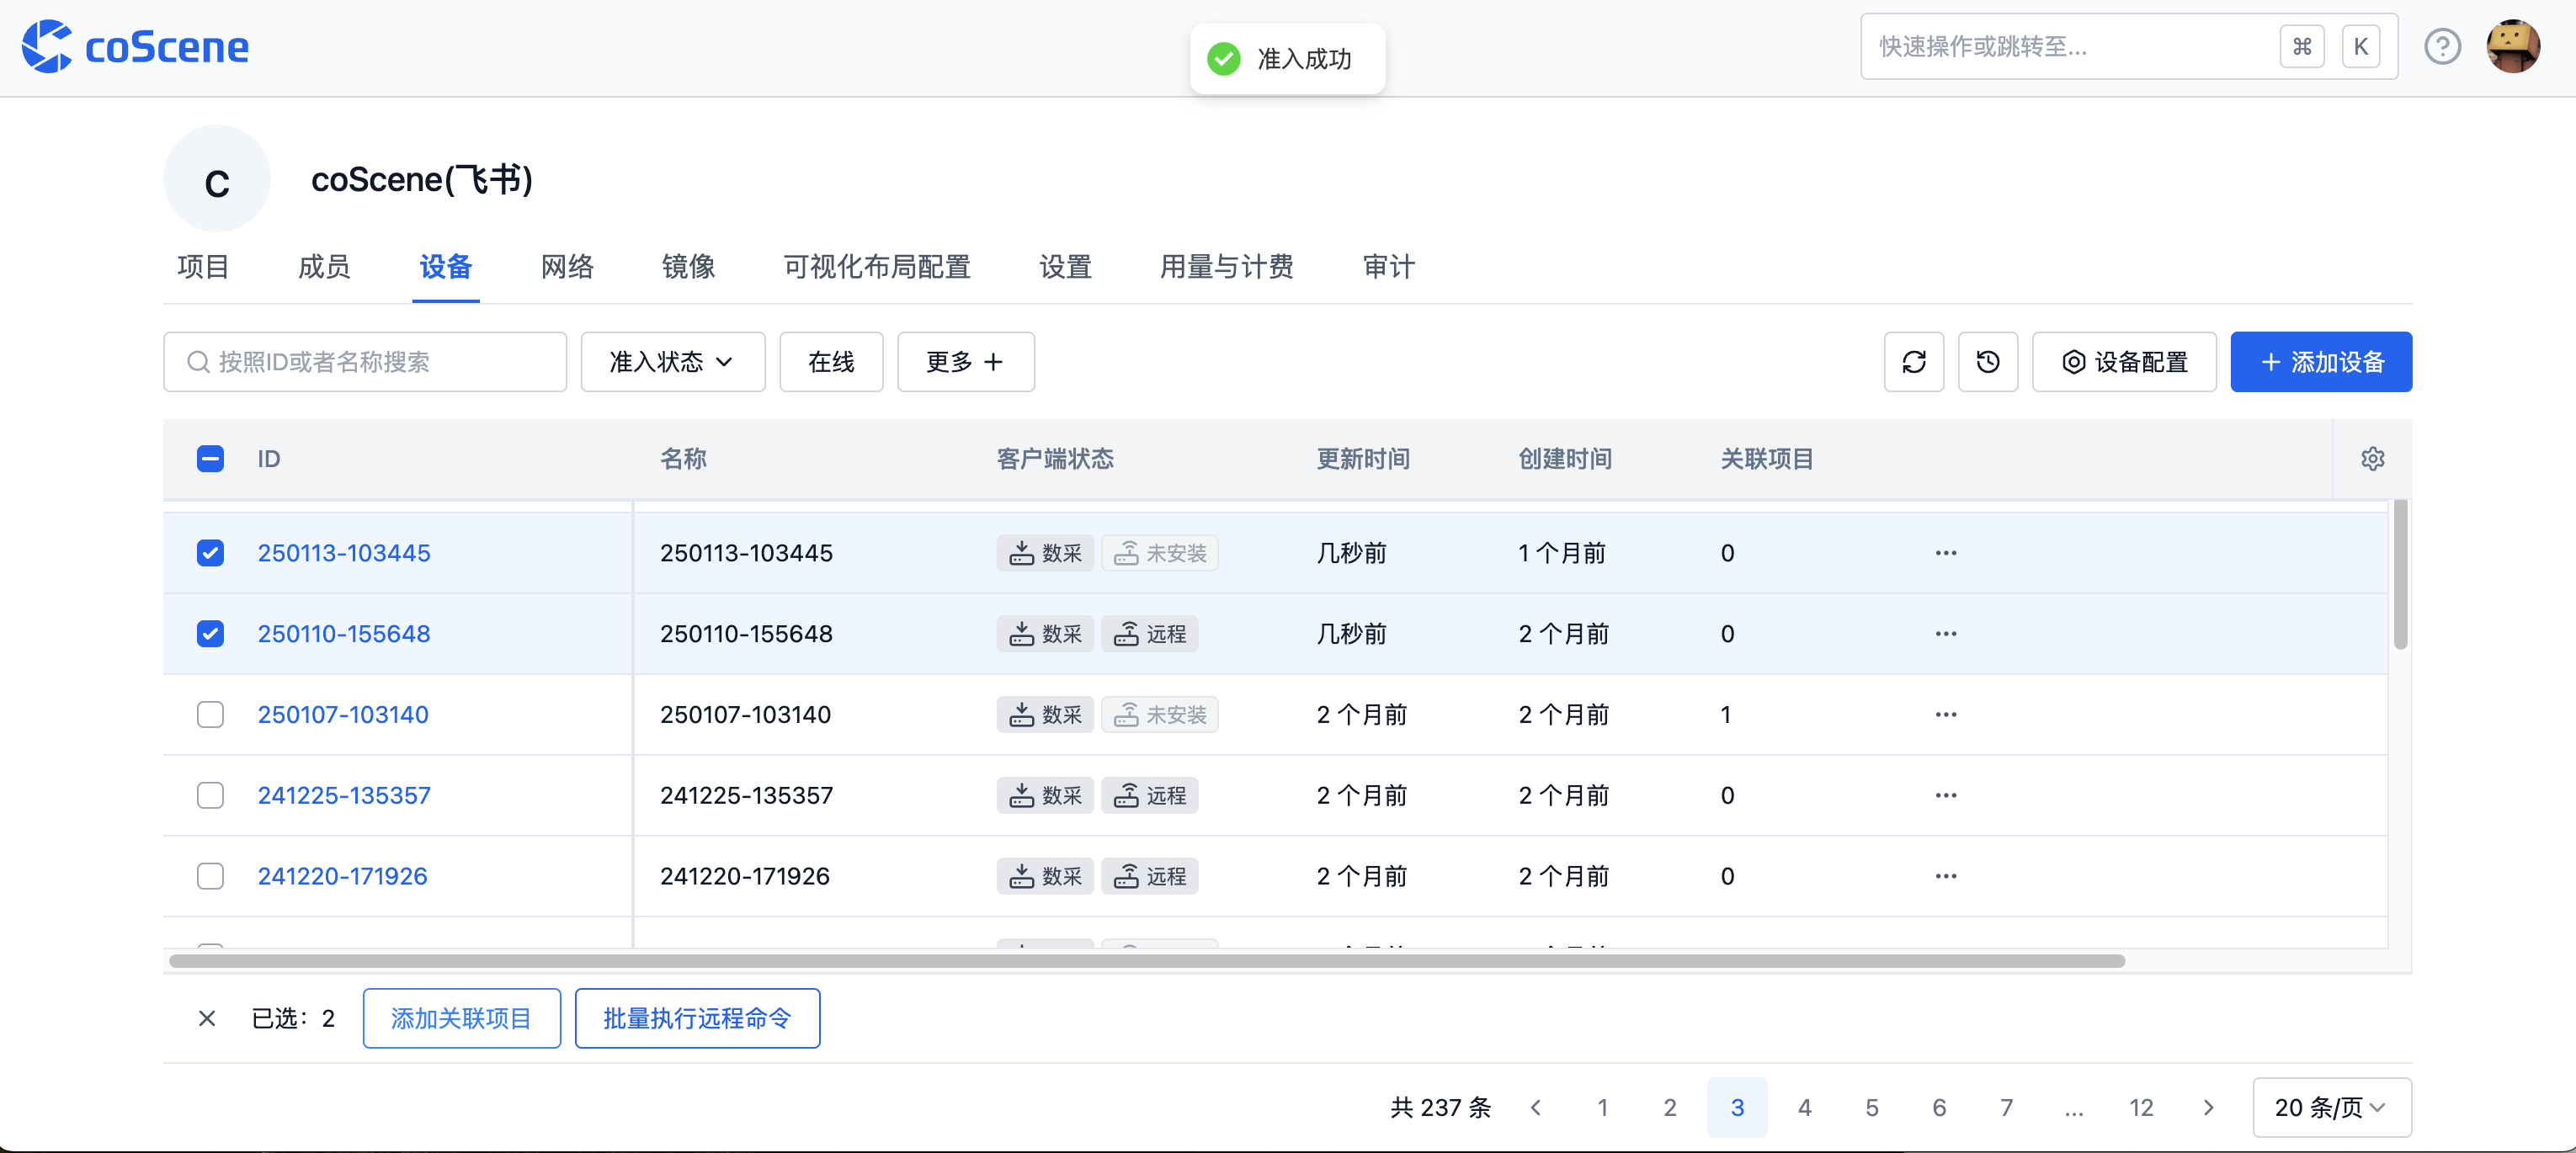 coScene
准入成功
快速操作或跳转至...
⌘ K
C
coScene(飞书)
项目 成员 设备 网络 镜像 可视化布局配置 设置 用量与计费 审计
按照ID或者名称搜索 准入状态 在线 更多 设备配置 添加设备
ID 名称 客户端状态 更新时间 创建时间 关联项目
250113-103445 250113-103445 数采 未安装 几秒前 1 个月前 0 ···
250110-155648 250110-155648 数采 远程 几秒前 2 个月前 0 ···
250107-103140 250107-103140 数采 未安装 2 个月前 2 个月前 1 ···
241225-135357 241225-135357 数采 远程 2 个月前 2 个月前 0 ···
241220-171926 241220-171926 数采 远程 2 个月前 2 个月前 0 ···
已选：2 添加关联项目 批量执行远程命令
共 237 条 1 2 3 4 5 6 7 ... 12 20 条/页